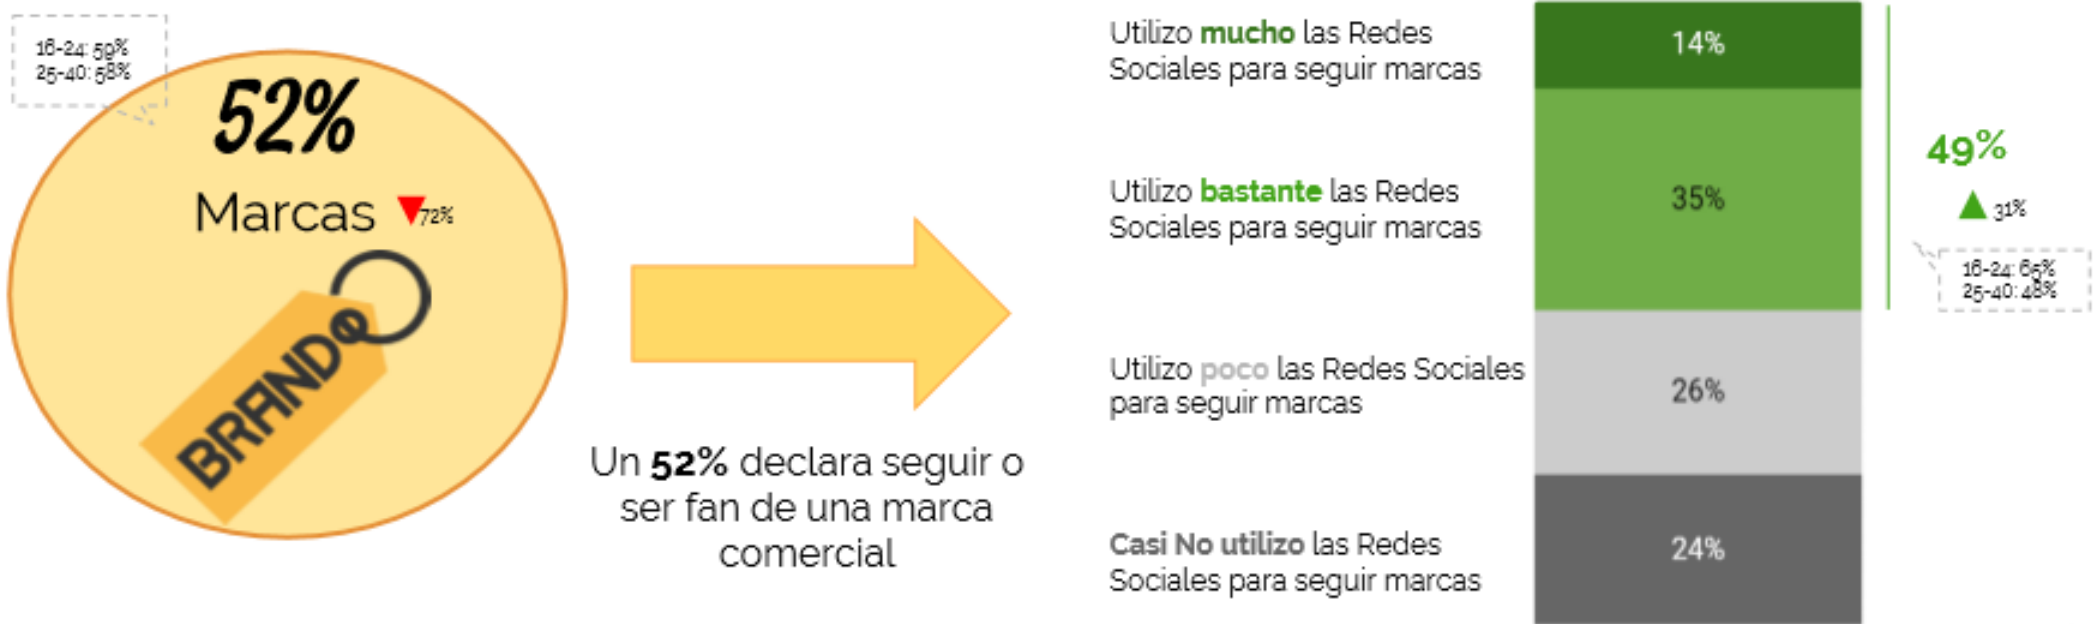 16-24: 59%
25-40: 58%
52%
Marcas
72%
BRAND
Un 52% declara seguir o
ser fan de una marca
comercial
Utilizo mucho las Redes
Sociales para seguir marcas
14%
Utilizo bastante las Redes
Sociales para seguir marcas
35%
49%
31%
16-24: 65%
25-40: 48%
Utilizo poco las Redes Sociales
para seguir marcas
26%
Casi No utilizo las Redes
Sociales para seguir marcas
24%